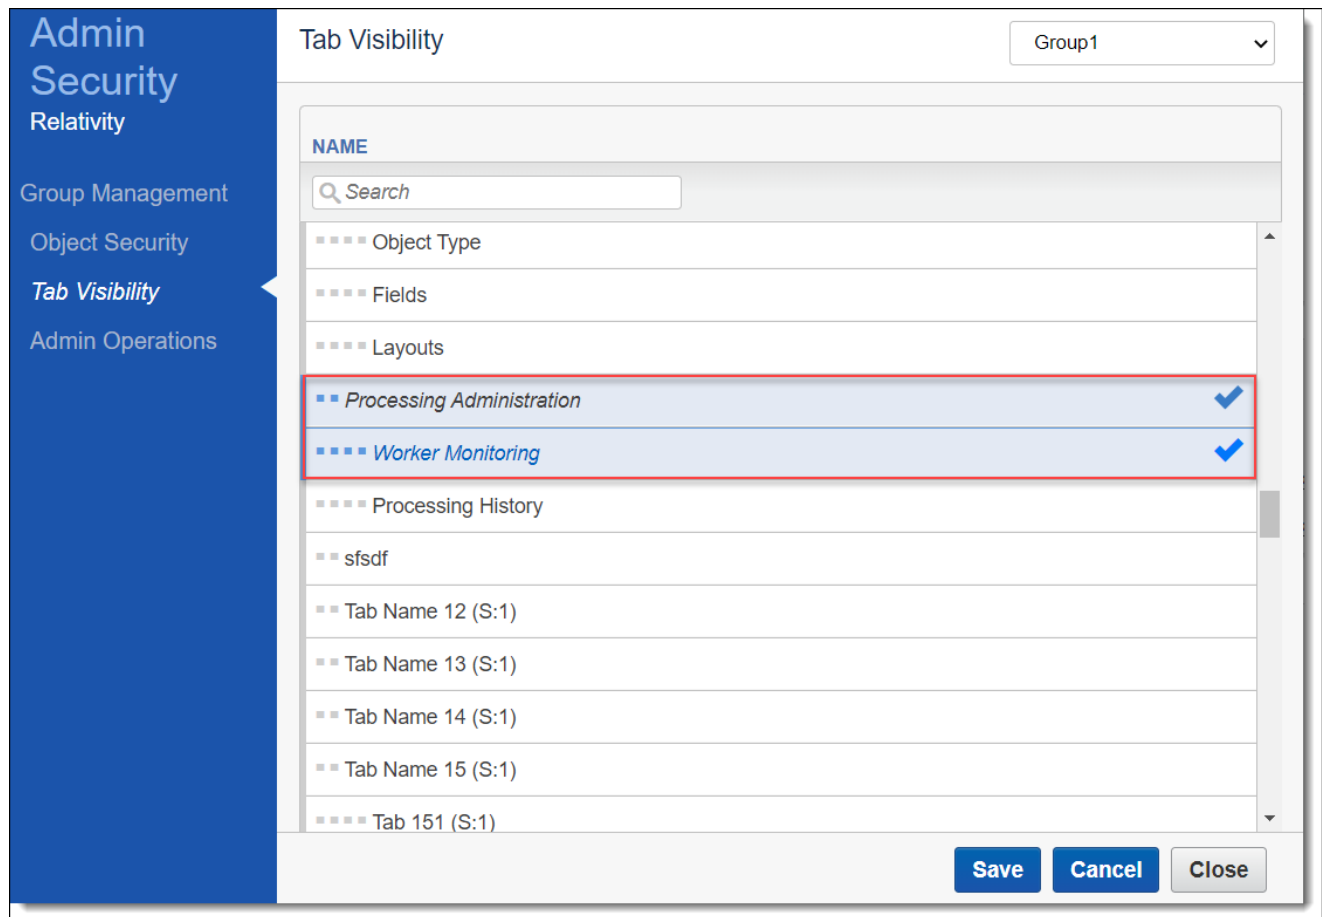 Admin
Security
Relativity
Group Management
Object Security
Tab Visibility
Admin Operations
Tab Visibility
Group1
NAME
Search
Object Type
Fields
Layouts
Processing Administration
Worker Monitoring
Processing History
sfsdf
Tab Name 12 (S:1)
Tab Name 13 (S:1)
Tab Name 14 (S:1)
Tab Name 15 (S:1)
Tab 151 (S:1)
Save Cancel Close